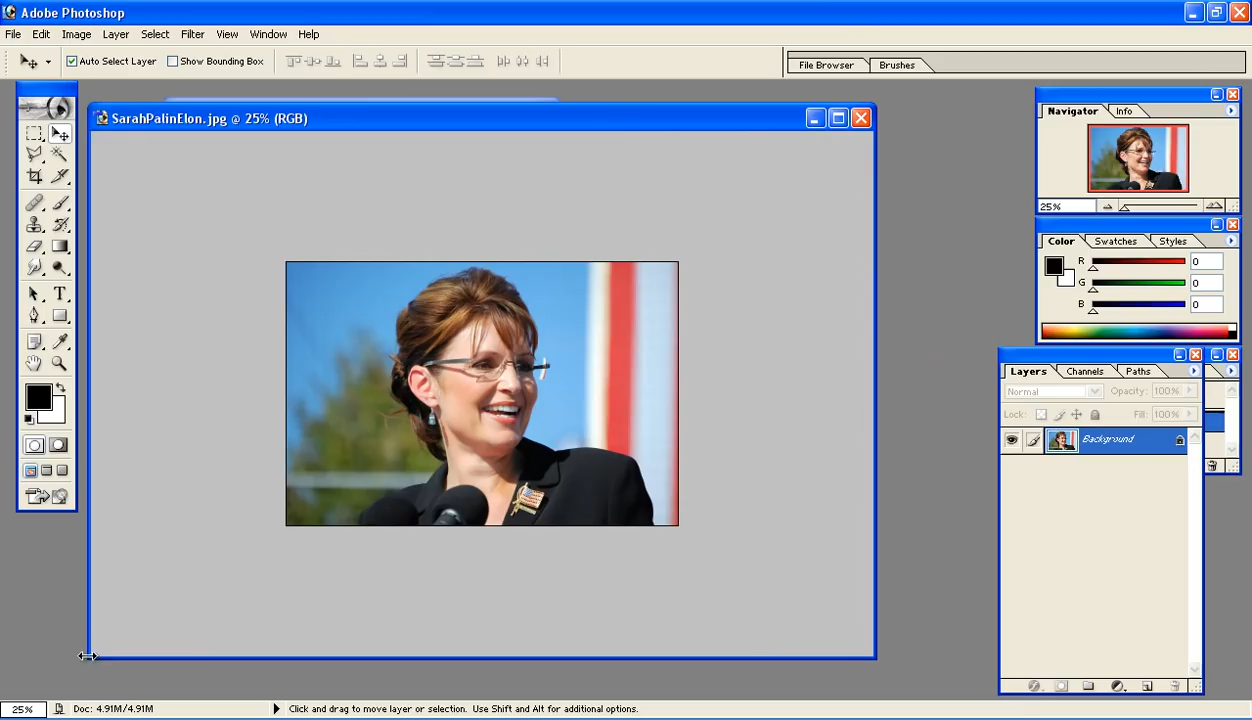 Adobe Photoshop
File Edit Image Layer Select Filter View Window Help
Auto Select Layer Show Bounding Box File Browser Brushes
SarahPalinElon.jpg @ 25% (RGB)
Navigator Info
25%
Color Swatches Styles
R 0
G 0
B 0
Layers Channels Paths
Normal Opacity: 100%
Lock: Fill: 100%
Background
T
25% Doc: 4.91M/4.91M Click and drag to move layer or selection. Use Shift and Alt for additional options.